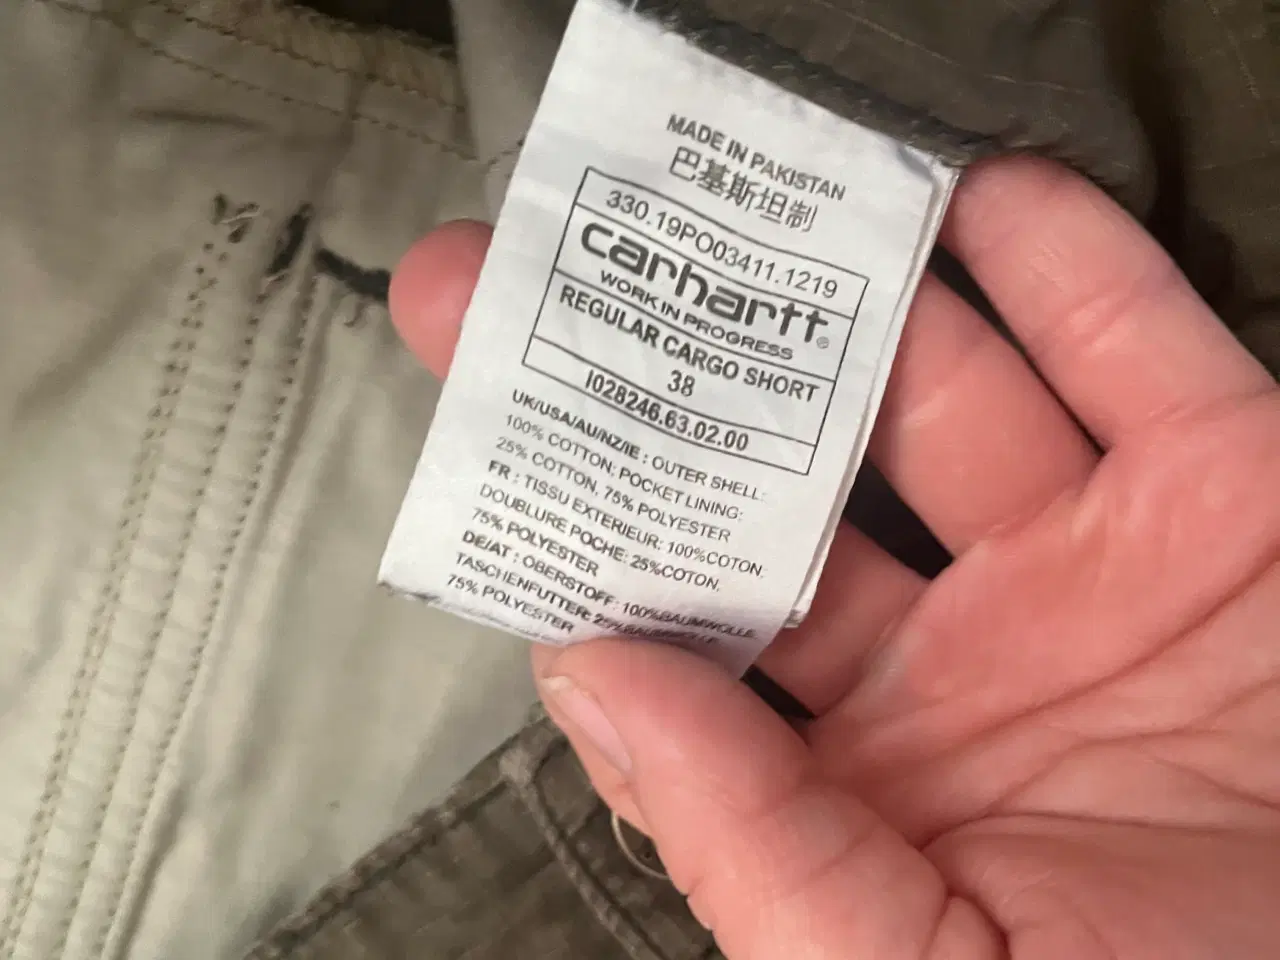 MADE IN PAKISTAN
巴基斯坦制
330.19PO03411.1219
carhartt®
WORK IN PROGRESS
REGULAR CARGO SHORT
38
I028246.63.02.00
UK/USA/AU/NZ/IE : OUTER SHELL:
100% COTTON; POCKET LINING:
25% COTTON, 75% POLYESTER
FR : TISSU EXTERIEUR: 100%COTON,
DOUBLURE POCHE: 25%COTON,
75% POLYESTER
DE/AT : OBERSTOFF: 100%BAUMWOLLE
TASCHENFUTTER: 25%BAUMWOLLE
75% POLYESTER